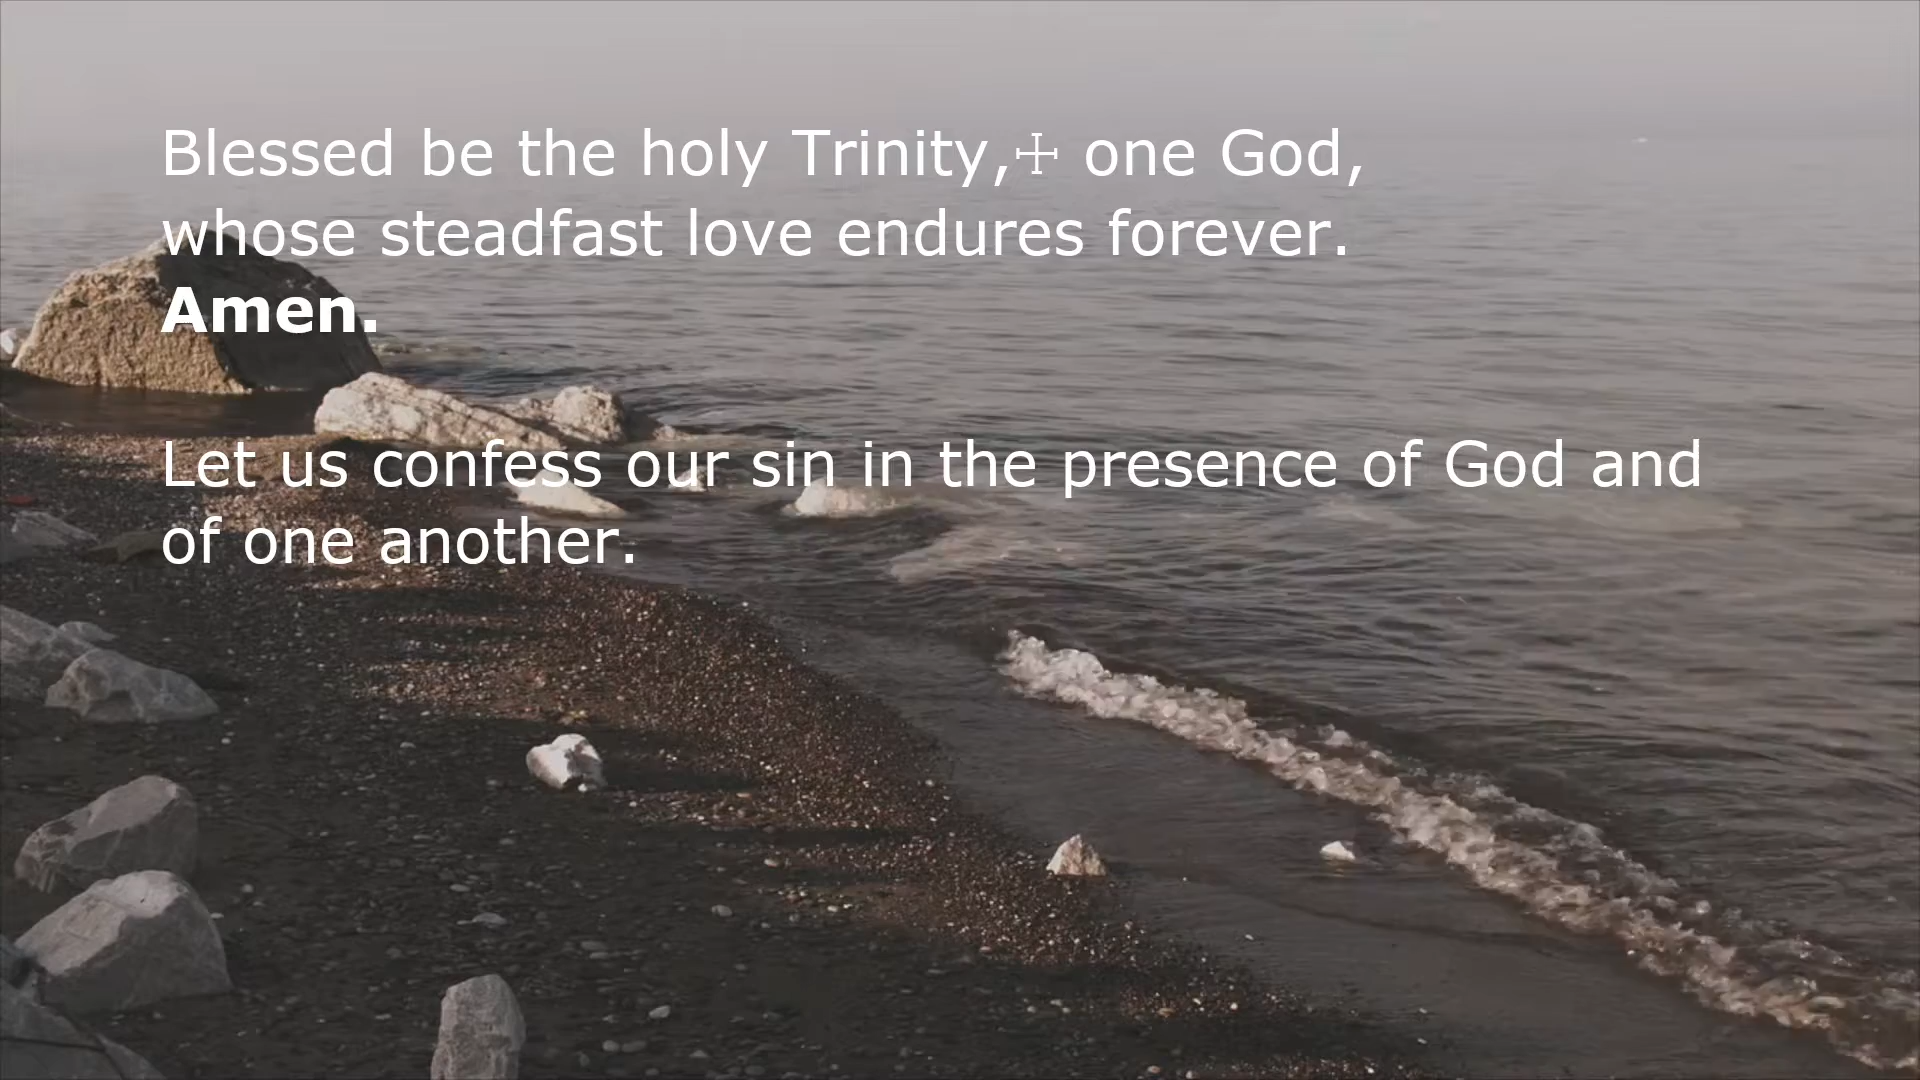 Blessed be the holy Trinity,☩ one God,
whose steadfast love endures forever.
Amen.
Let us confess our sin in the presence of God and
of one another.